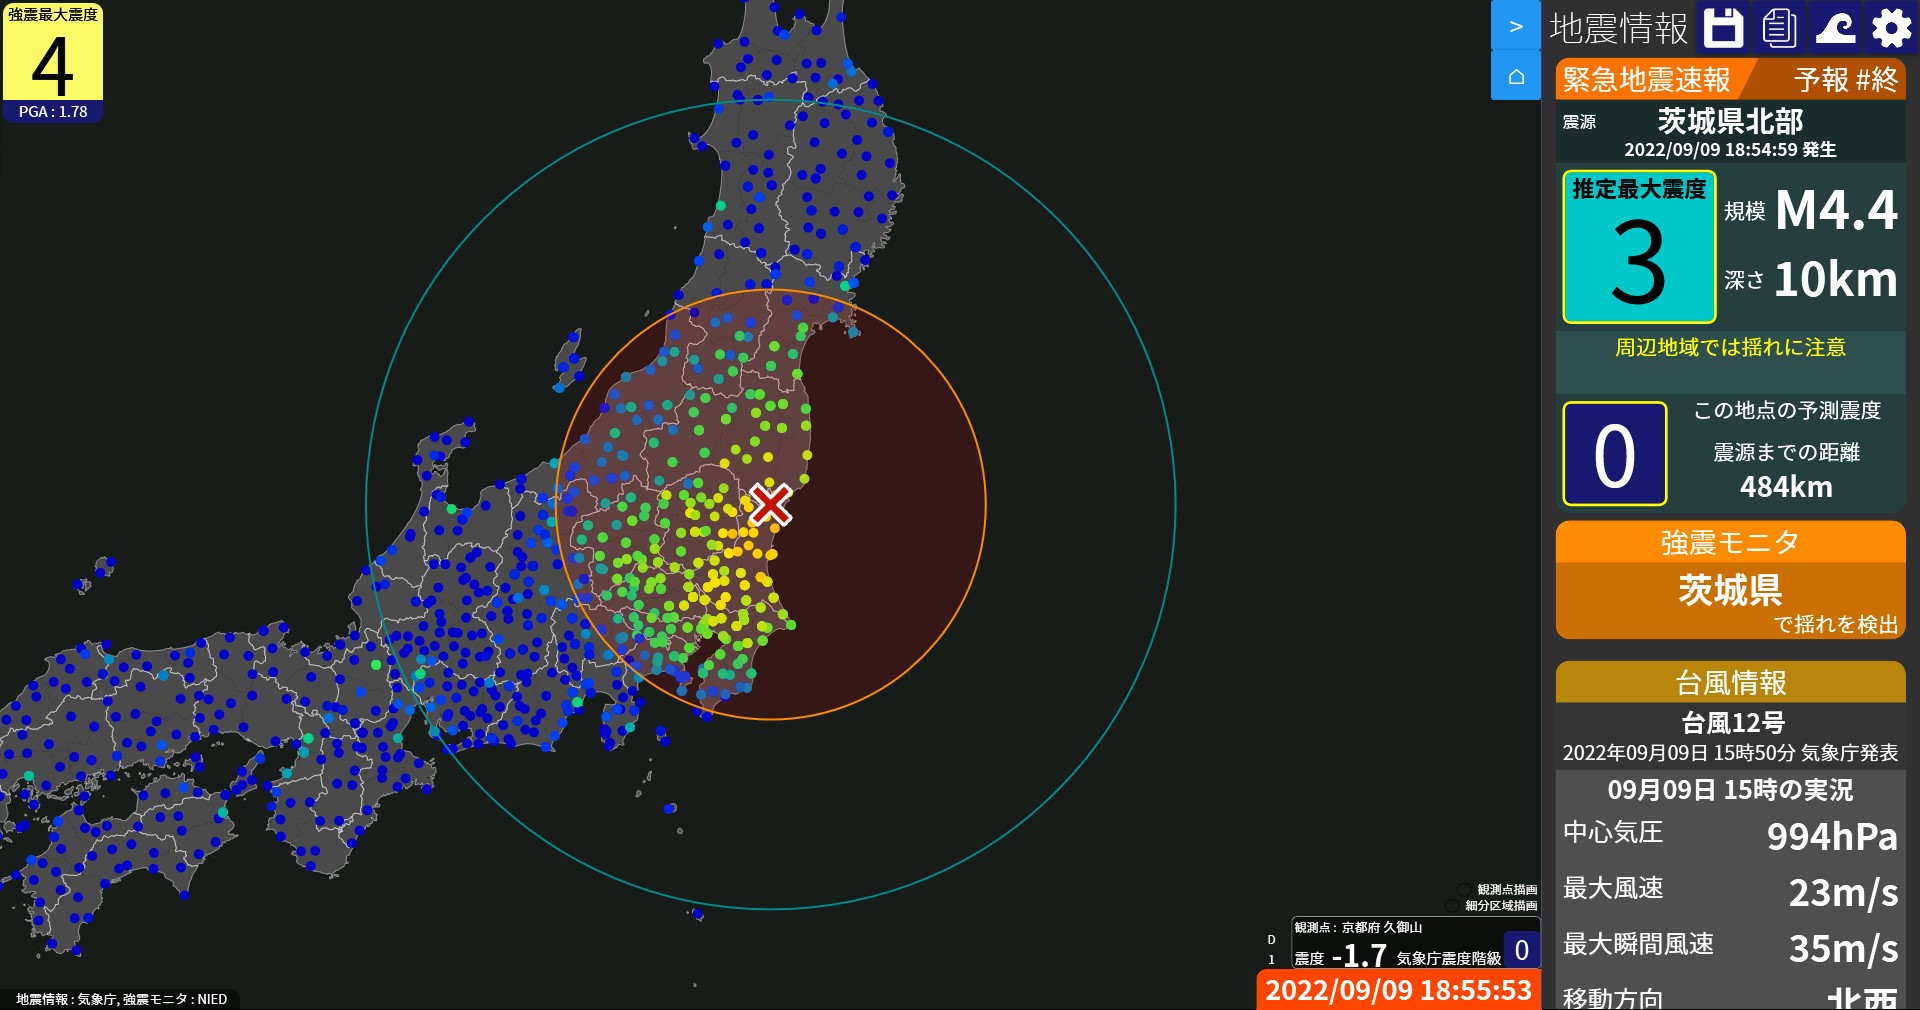 強震最大震度
4
PGA : 1.78
>
地震情報
緊急地震速報
予報 #終
震源
茨城県北部
2022/09/09 18:54:59 発生
推定最大震度
3
規模 M4.4
深さ 10km
周辺地域では揺れに注意
0
この地点の予測震度
震源までの距離
484km
強震モニタ
茨城県
で揺れを検出
台風情報
台風12号
2022年09月09日 15時50分 気象庁発表
09月09日 15時の実況
中心気圧 994hPa
最大風速 23m/s
最大瞬間風速 35m/s
移動方向 北西
観測点描画
細分区域描画
D
1
観測点 : 京都府 久御山
震度 -1.7 気象庁震度階級 0
2022/09/09 18:55:53
地震情報 : 気象庁, 強震モニタ : NIED